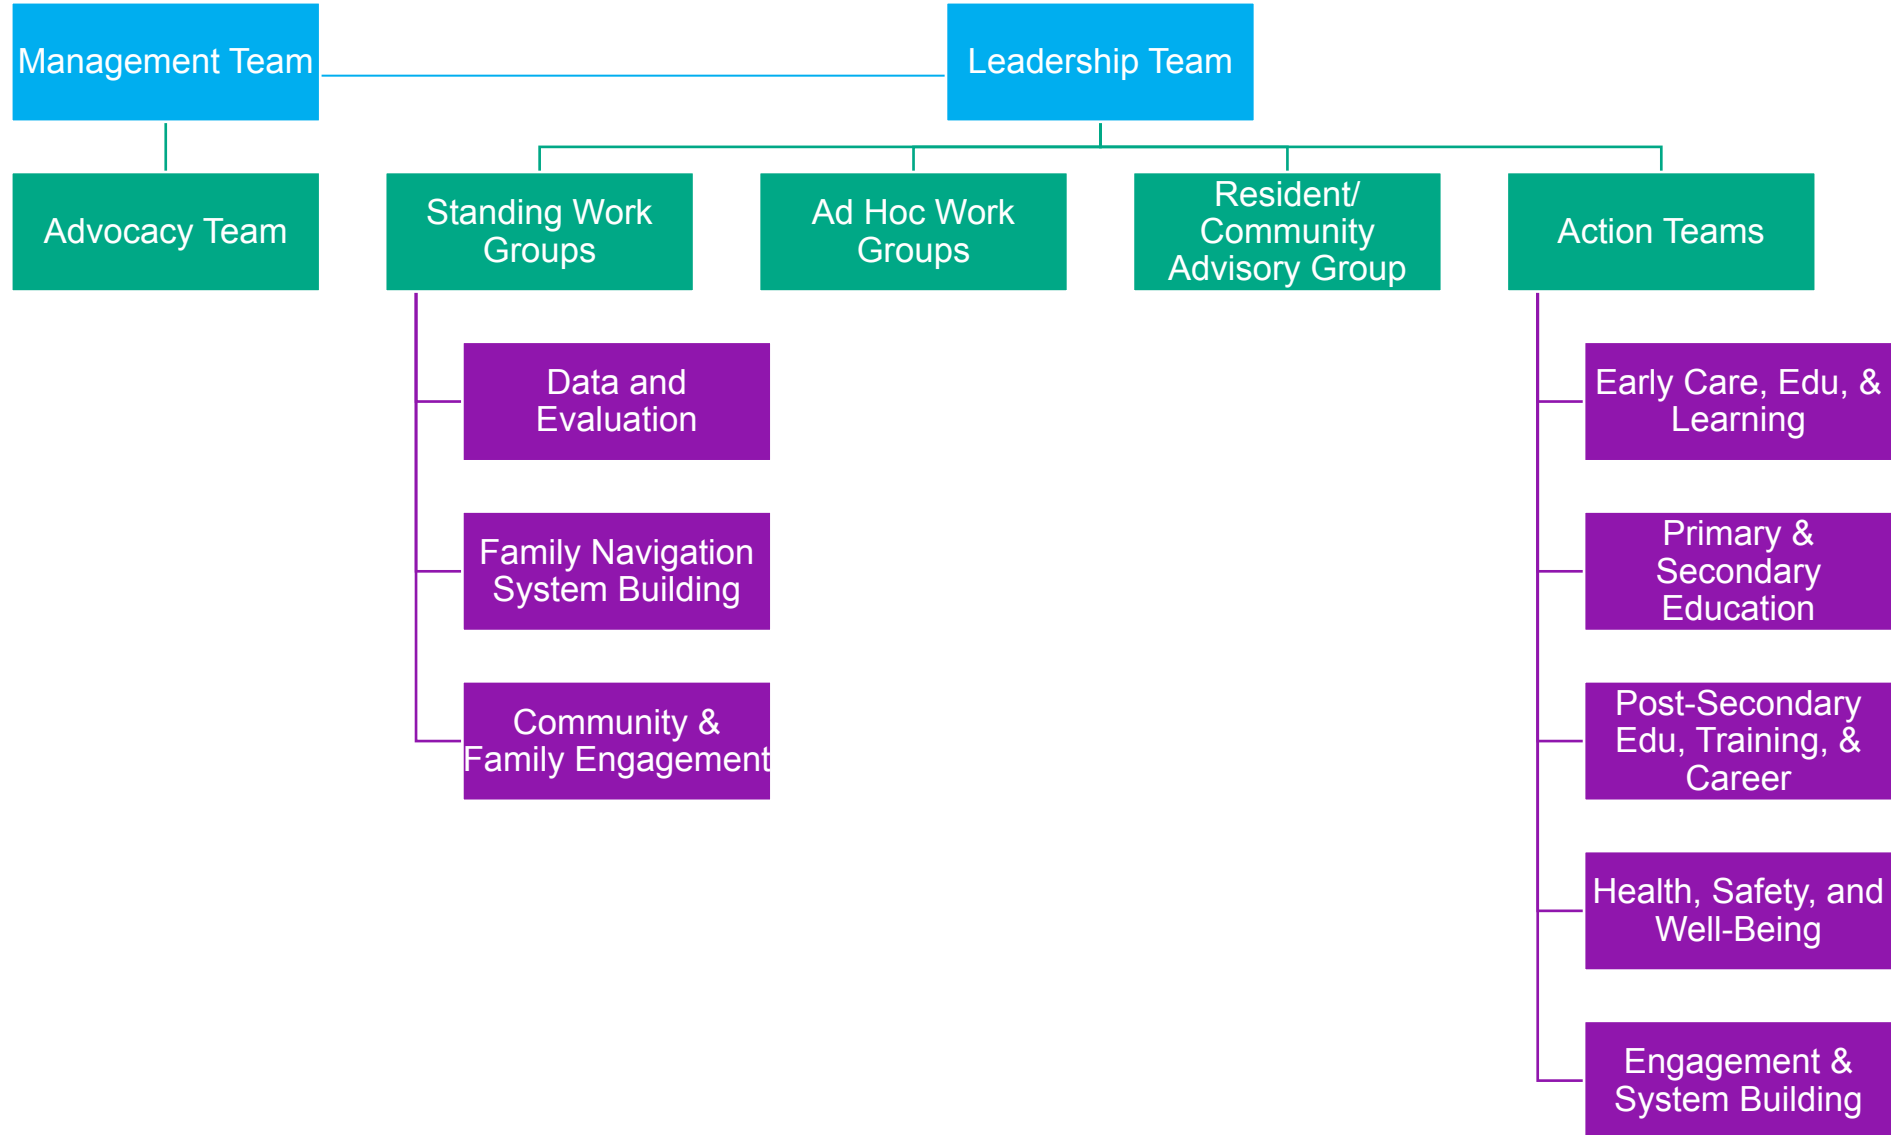 Management Team
Leadership Team
Advocacy Team
Standing Work
Groups
Ad Hoc Work
Groups
Resident/
Community
Advisory Group
Action Teams
Data and
Evaluation
Family Navigation
System Building
Community &
Family Engagement
Early Care, Edu, &
Learning
Primary &
Secondary
Education
Post-Secondary
Edu, Training, &
Career
Health, Safety, and
Well-Being
Engagement &
System Building